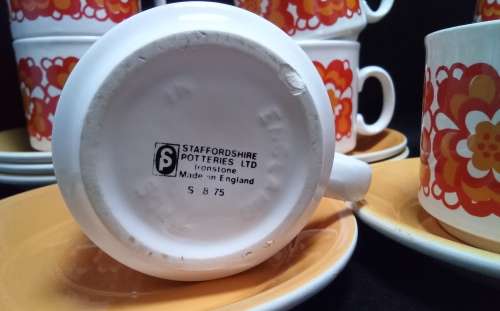 STAFFORDSHIRE
POTTERIES LTD
Ironstone
Made in England
S 8 75